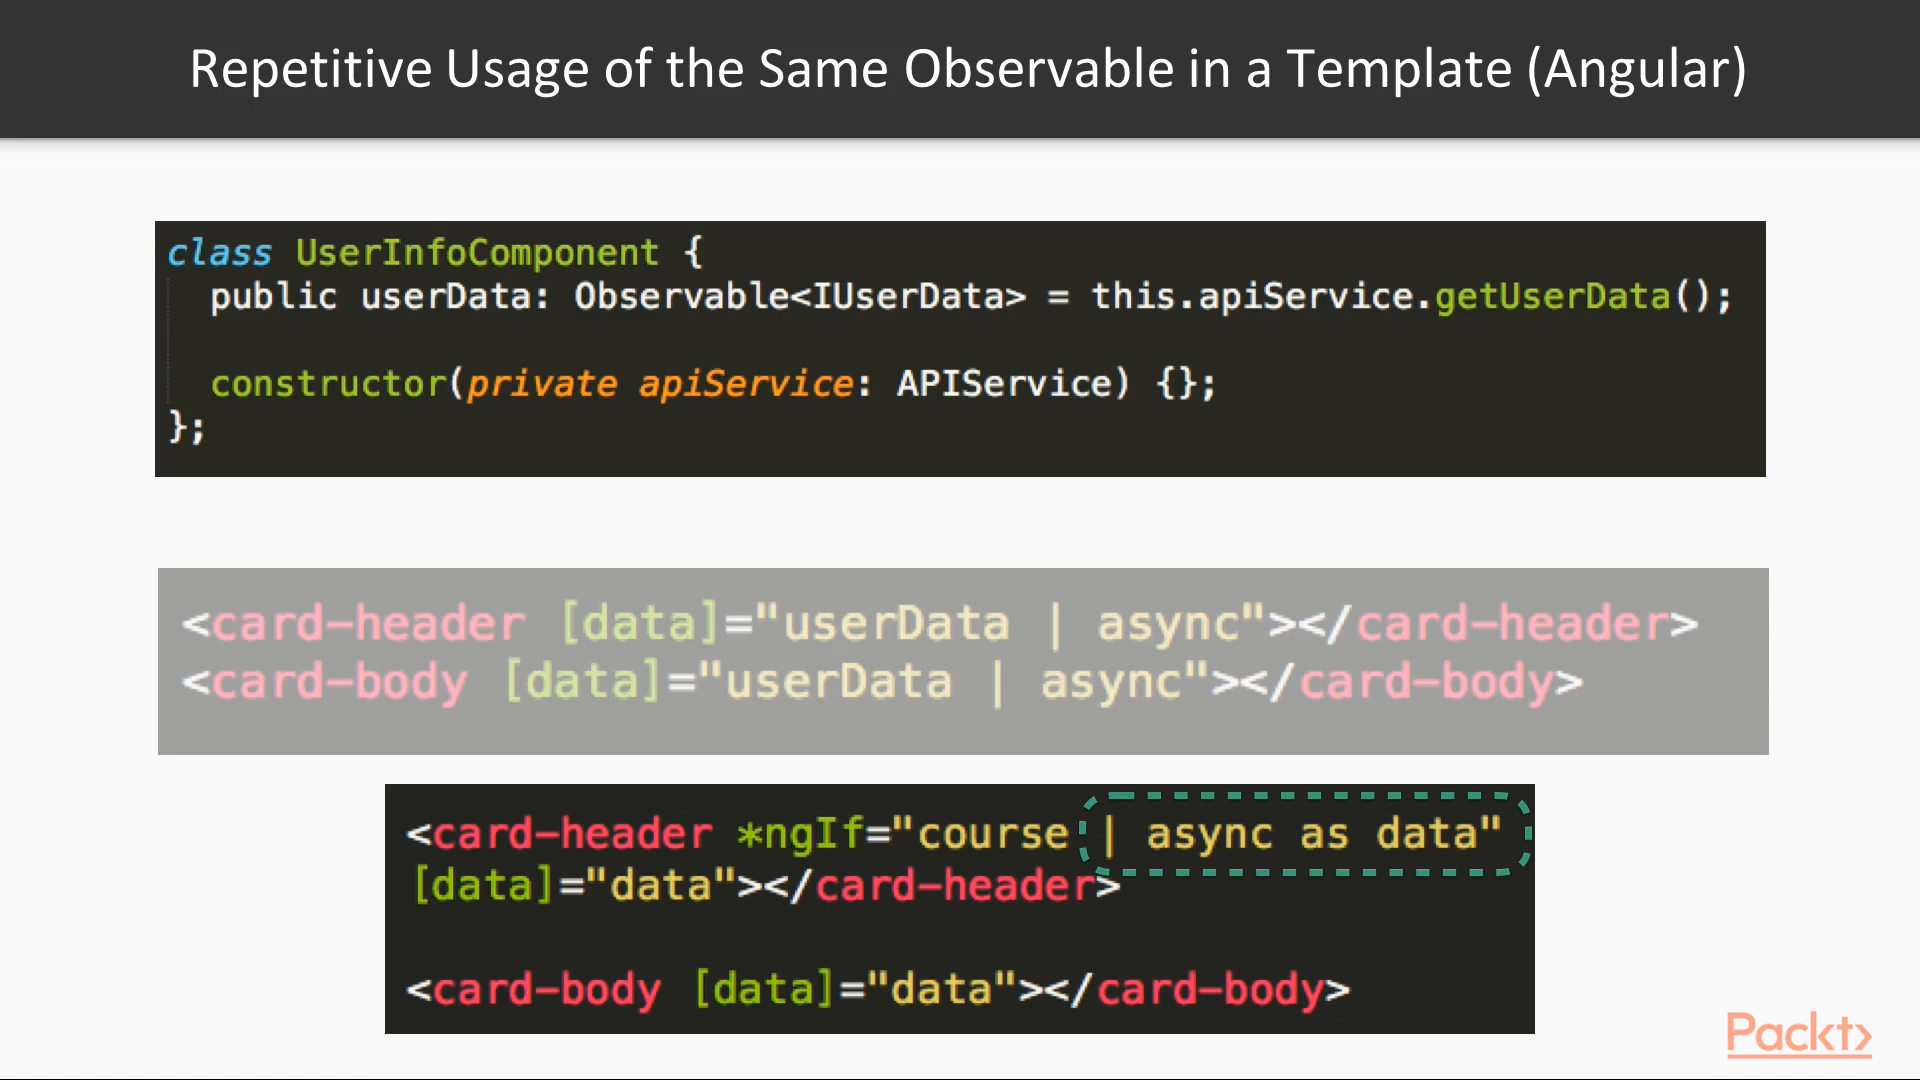 Repetitive Usage of the Same Observable in a Template (Angular)
class UserInfoComponent {
public userData: Observable<IUserData> = this.apiService.getUserData();
constructor(private apiService: APIService) {};
};
<card-header [data]="userData | async"></card-header>
<card-body [data]="userData | async"></card-body>
<card-header *ngIf="course | async as data"
[data]="data"></card-header>
<card-body [data]="data"></card-body>
Packt>